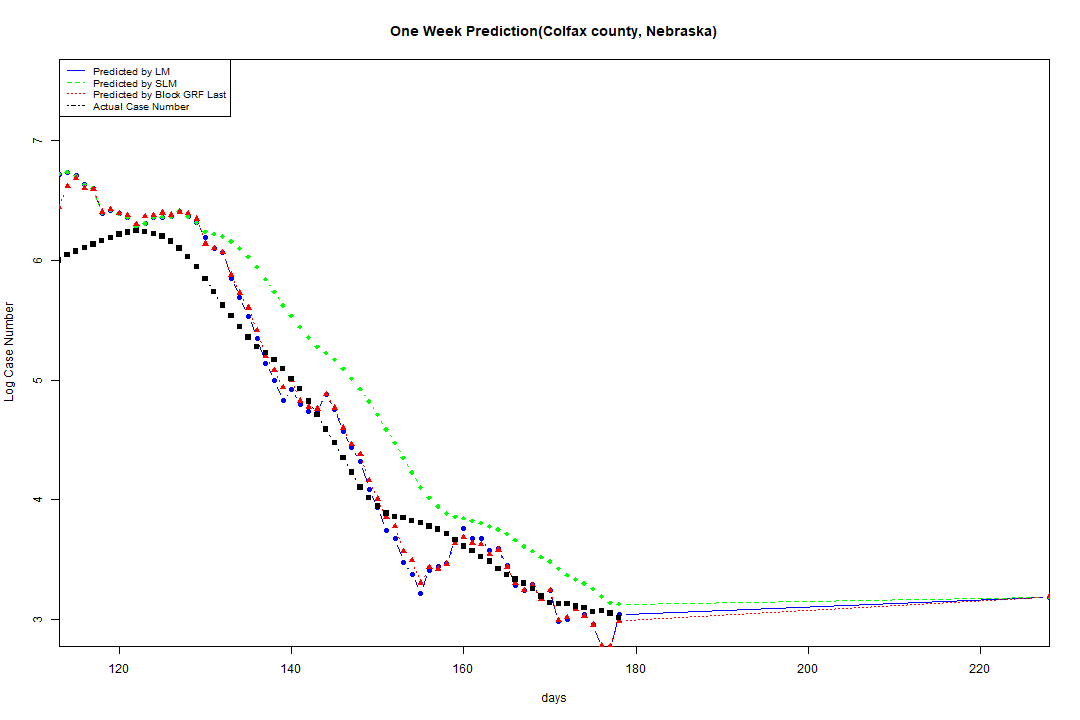 One Week Prediction(Colfax county, Nebraska)
Predicted by LM
Predicted by SLM
Predicted by Block GRF Last
Actual Case Number
7
6
5
4
3
Log Case Number
120 140 160 180 200 220
days